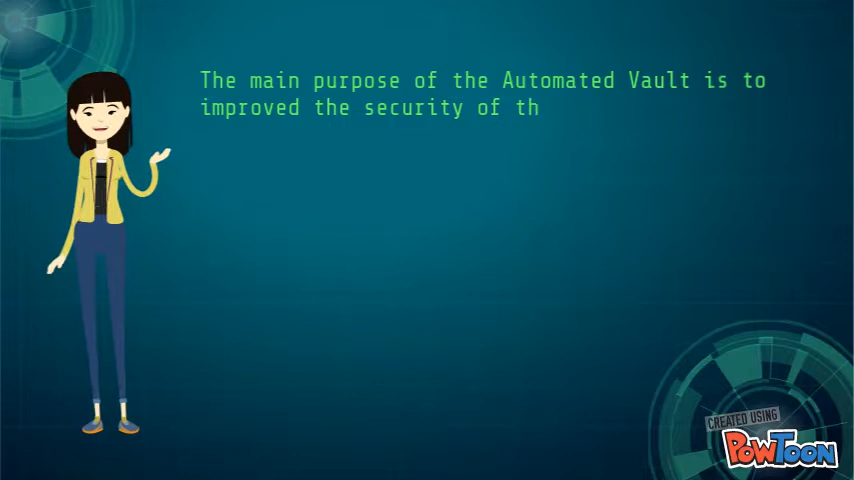 The main purpose of the Automated Vault is to
improved the security of th
CREATED USING
POWTOON